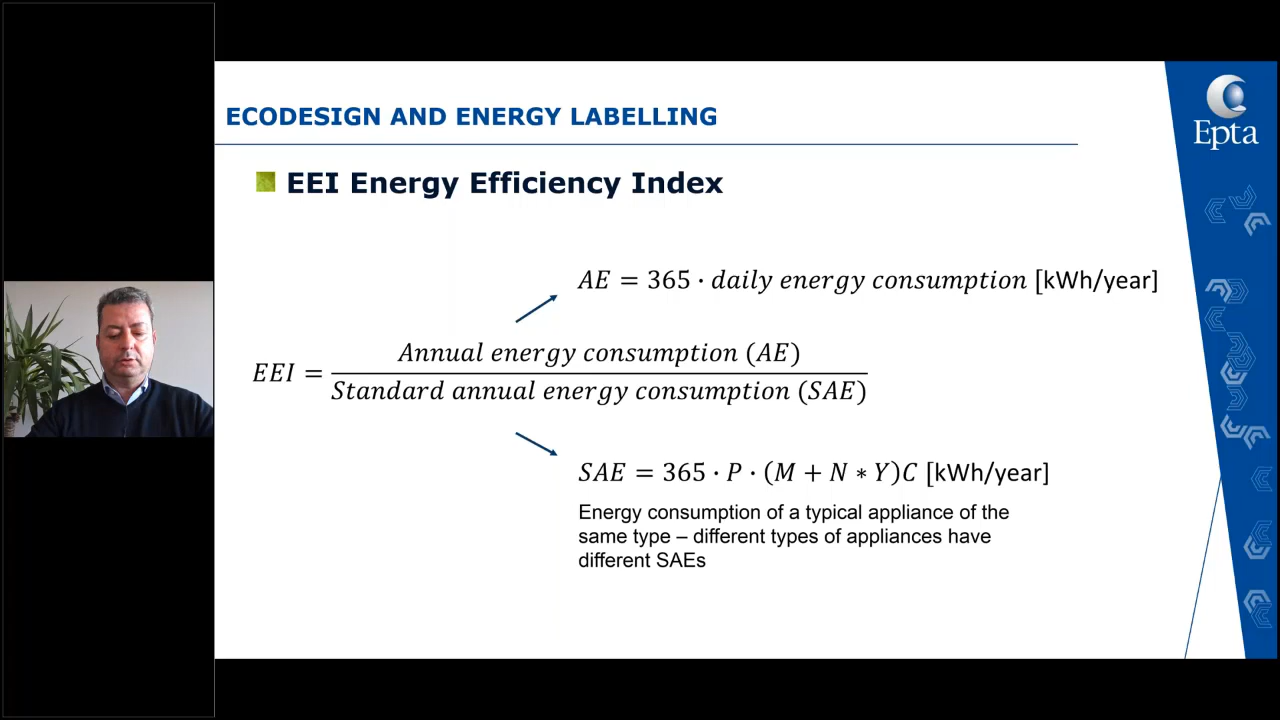 ECODESIGN AND ENERGY LABELLING
Epta
EEI Energy Efficiency Index
AE = 365 · daily energy consumption [kWh/year]
EEI = Annual energy consumption (AE)
Standard annual energy consumption (SAE)
SAE = 365 · P · (M + N ∗ Y)C [kWh/year]
Energy consumption of a typical appliance of the
same type – different types of appliances have
different SAEs